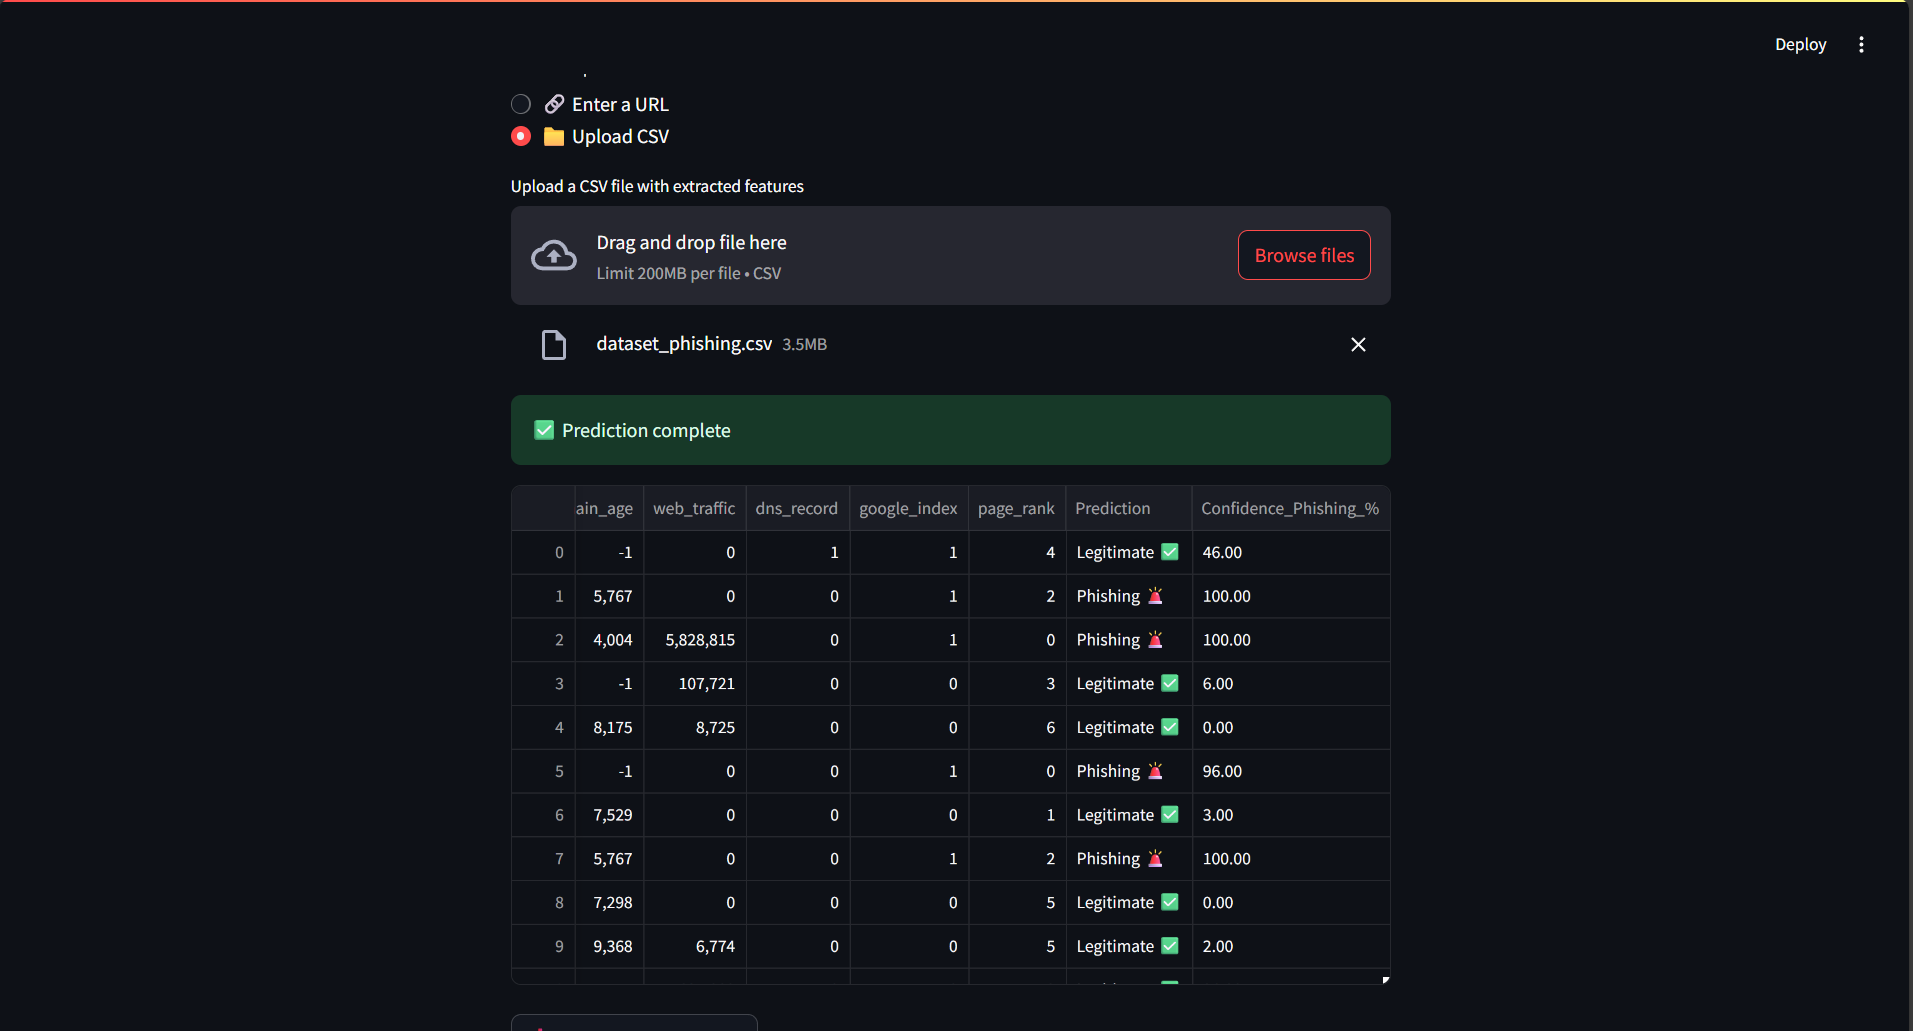 Deploy
🔗 Enter a URL
📁 Upload CSV
Upload a CSV file with extracted features
Drag and drop file here
Limit 200MB per file • CSV
Browse files
dataset_phishing.csv 3.5MB
✅ Prediction complete
ain_age web_traffic dns_record google_index page_rank Prediction Confidence_Phishing_%
0 -1 0 1 1 4 Legitimate ✅ 46.00
1 5,767 0 0 1 2 Phishing 🚨 100.00
2 4,004 5,828,815 0 1 0 Phishing 🚨 100.00
3 -1 107,721 0 0 3 Legitimate ✅ 6.00
4 8,175 8,725 0 0 6 Legitimate ✅ 0.00
5 -1 0 0 1 0 Phishing 🚨 96.00
6 7,529 0 0 0 1 Legitimate ✅ 3.00
7 5,767 0 0 1 2 Phishing 🚨 100.00
8 7,298 0 0 0 5 Legitimate ✅ 0.00
9 9,368 6,774 0 0 5 Legitimate ✅ 2.00